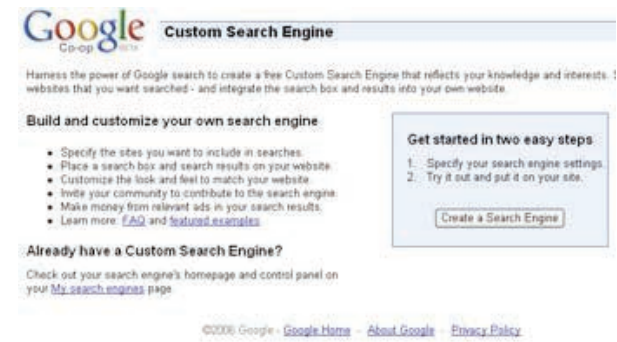 Google
Co-op BETA
Custom Search Engine
Harness the power of Google search to create a free Custom Search Engine that reflects your knowledge and interests. S
websites that you want searched - and integrate the search box and results into your own website.
Build and customize your own search engine
• Specify the sites you want to include in searches.
• Place a search box and search results on your website.
• Customize the look and feel to match your website.
• Invite your community to contribute to the search engine.
• Make money from relevant ads in your search results.
• Learn more: FAQ and featured examples
Already have a Custom Search Engine?
Check out your search engine's homepage and control panel on
your My search engines page.
Get started in two easy steps
1. Specify your search engine settings.
2. Try it out and put it on your site.
Create a Search Engine
©2006 Google - Google Home - About Google - Privacy Policy